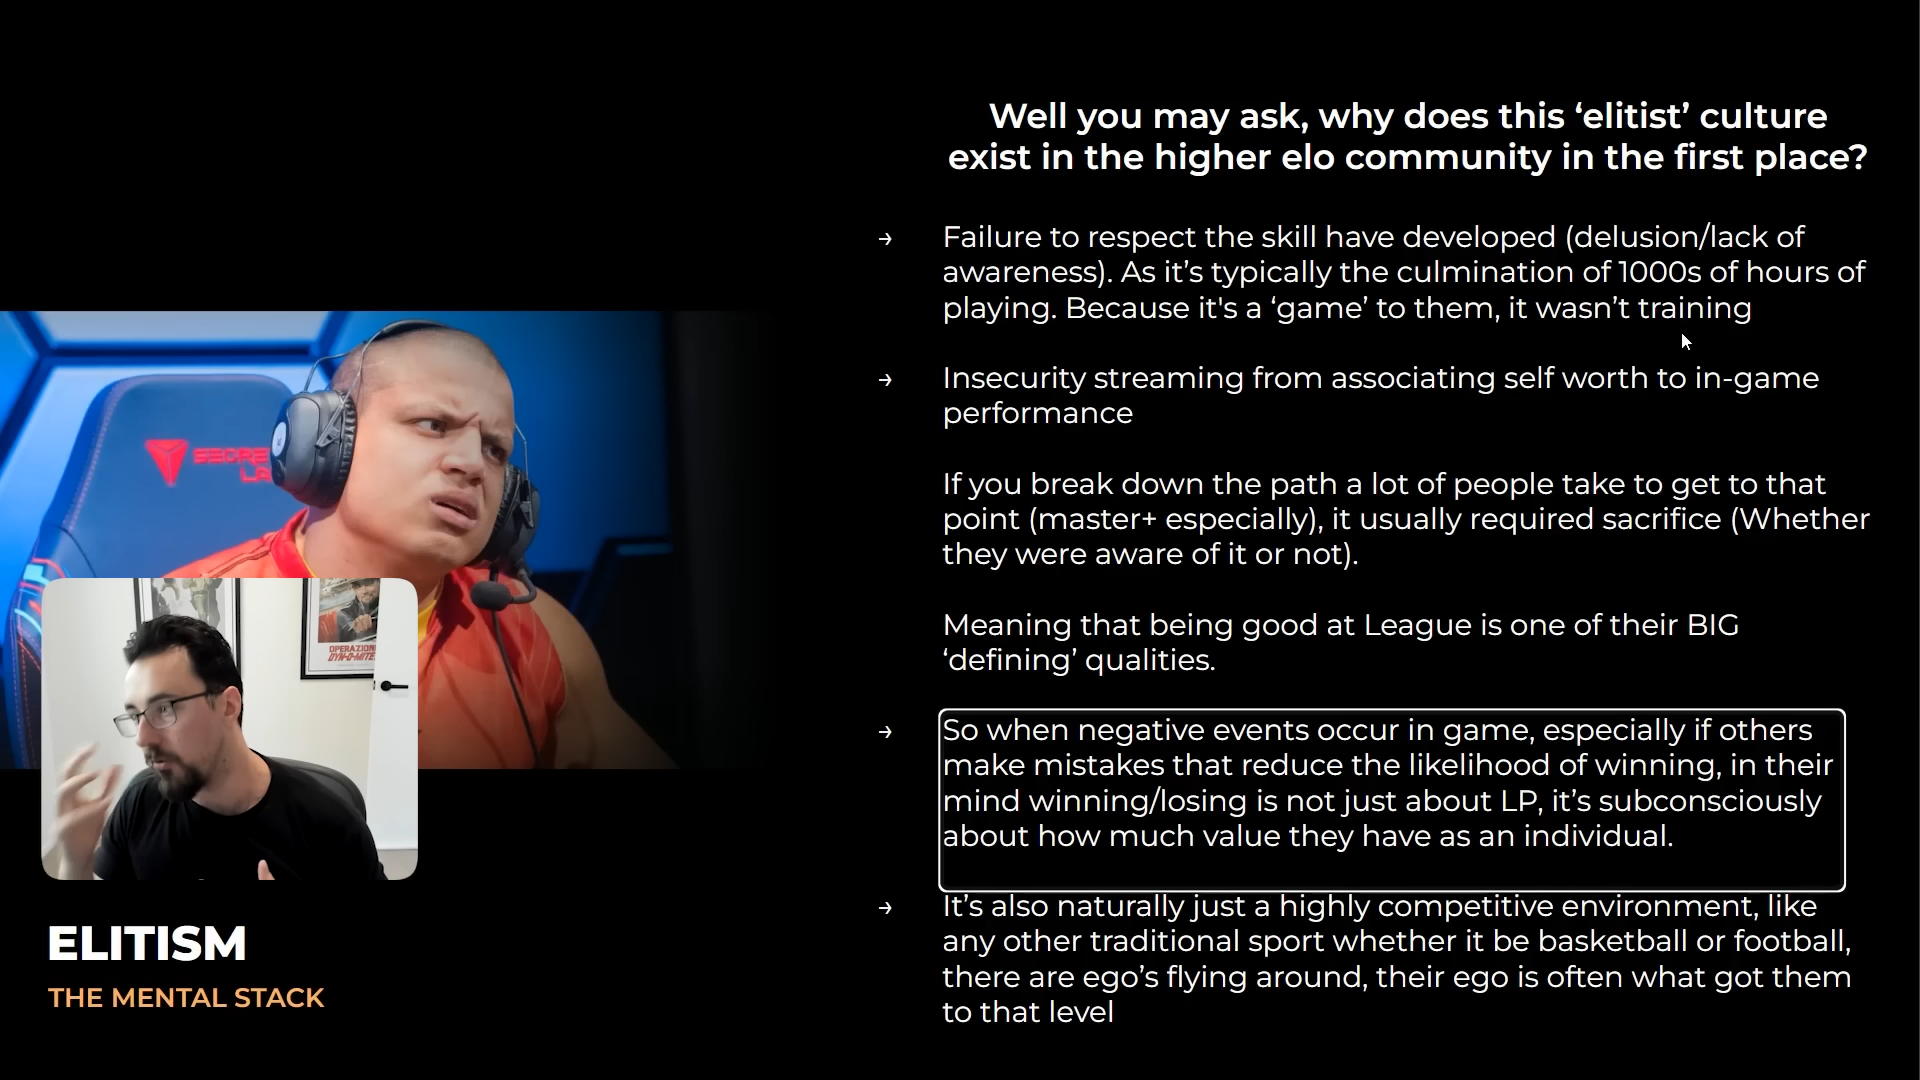 Well you may ask, why does this ‘elitist’ culture
exist in the higher elo community in the first place?
→ Failure to respect the skill have developed (delusion/lack of
awareness). As it’s typically the culmination of 1000s of hours of
playing. Because it's a ‘game’ to them, it wasn’t training
→ Insecurity streaming from associating self worth to in-game
performance
If you break down the path a lot of people take to get to that
point (master+ especially), it usually required sacrifice (Whether
they were aware of it or not).
Meaning that being good at League is one of their BIG
‘defining’ qualities.
→ So when negative events occur in game, especially if others
make mistakes that reduce the likelihood of winning, in their
mind winning/losing is not just about LP, it’s subconsciously
about how much value they have as an individual.
→ It’s also naturally just a highly competitive environment, like
any other traditional sport whether it be basketball or football,
there are ego’s flying around, their ego is often what got them
to that level
SECRE
LA
OPERAZIONE
DYN-O-MITE
ELITISM
THE MENTAL STACK